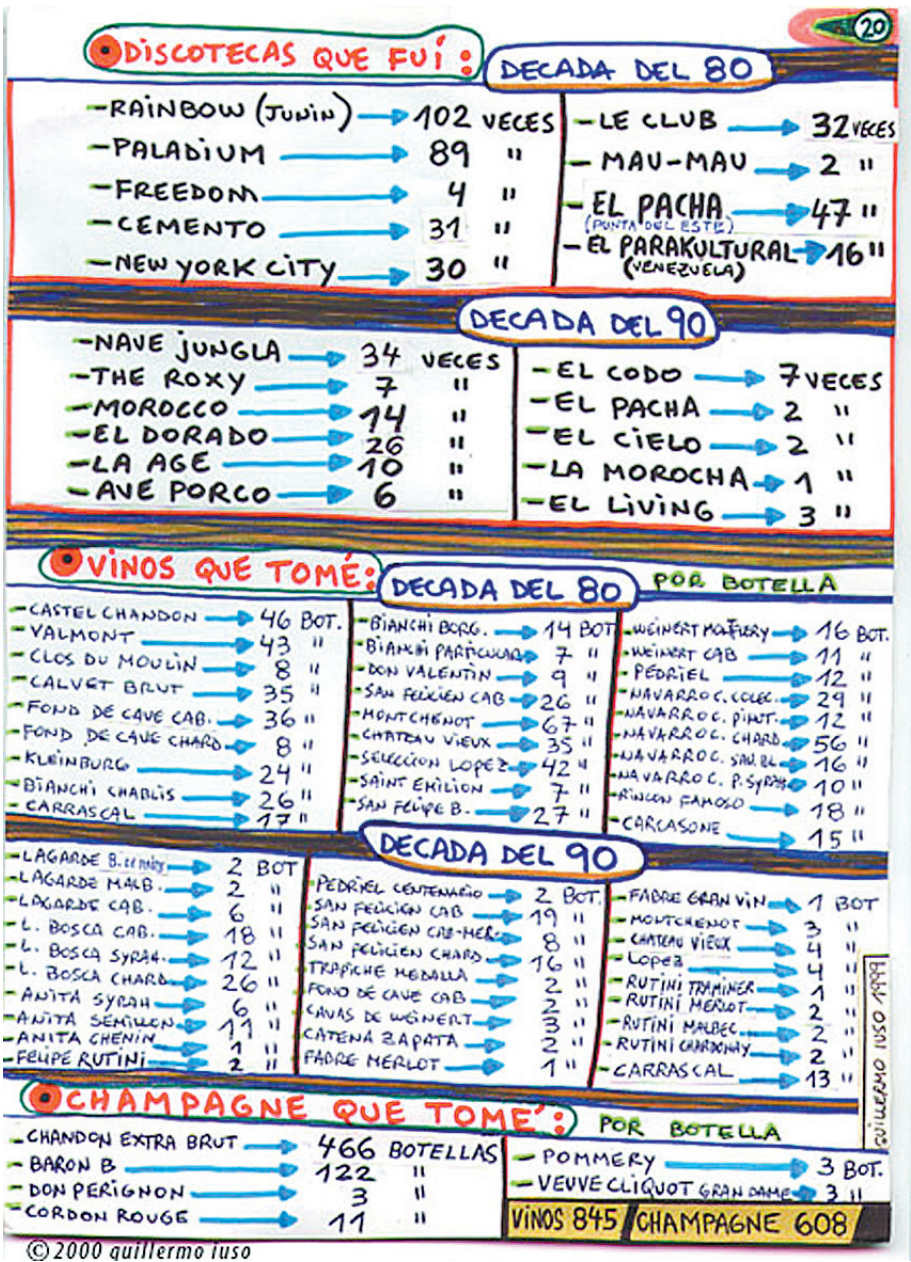 20
DISCOTECAS QUE FUÍ:
DECADA DEL 80
-RAINBOW (JUNIN) → 102 VECES
-PALADIUM → 89 "
-FREEDOM → 4 "
-CEMENTO → 31 "
-NEW YORK CITY → 30 "
-LE CLUB → 32 VECES
-MAU-MAU → 2 "
-EL PACHA → 47 "
(PUNTA DEL ESTE)
-EL PARAKULTURAL → 16 "
(VENEZUELA)
DECADA DEL 90
-NAVE JUNGLA → 34 VECES
-THE ROXY → 7 "
-MOROCCO → 14 "
-EL DORADO → 26 "
-LA AGE → 10 "
-AVE PORCO → 6 "
-EL CODO → 7 VECES
-EL PACHA → 2 "
-EL CIELO → 2 "
-LA MOROCHA → 1 "
-EL LIVING → 3 "
VINOS QUE TOMÉ:
DECADA DEL 80
POR BOTELLA
-CASTEL CHANDON → 46 BOT.
-VALMONT → 43 "
-CLOS DU MOULIN → 8 "
-CALVET BRUT → 35 "
-FOND DE CAVE CAB. → 36 "
-FOND DE CAVE CHARD → 8 "
-KLEINBURG → 24 "
-BIANCHI CHABLIS → 26 "
-CARRASCAL → 17 "
-BIANCHI BORG. → 14 BOT
-BIANCHI PARTICULAR → 7 "
-DON VALENTIN → 9 "
-SAN FELICIEN CAB → 26 "
-MONTCHENOT → 67 "
-CHATEAU VIEUX → 35 "
-SELECCION LOPEZ → 42 "
-SAINT EMILION → 7 "
-SAN FELIPE B. → 27 "
-WEINERT → 16 BOT.
-WEINERT CAB → 11 "
-PEDRIEL → 12 "
-NAVARRO C. COLEC. → 29 "
-NAVARRO C. PINOT. → 12 "
-NAVARRO C. CHARD. → 56 "
-NAVARRO C. SAU. BL → 16 "
-NAVARRO C. P. SYRAH → 10 "
-RINCON FAMOSO → 18 "
-CARCASONE → 15 "
DECADA DEL 90
-LAGARDE → 2 BOT
-LAGARDE MALB. → 2 "
-LAGARDE CAB. → 6 "
-L. BOSCA CAB. → 18 "
-L. BOSCA SYRAH. → 12 "
-L. BOSCA CHARD. → 26 "
-ANITA SYRAH → 6 "
-ANITA SEMILLON → 11 "
-ANITA CHENIN → 1 "
-FELIPE RUTINI → 2 "
-PEDRIEL CENTENARIO → 2 BOT.
-SAN FELICIEN CAB → 19 "
-SAN FELICIEN CAB-MER. → 8 "
-SAN FELICIEN CHARD. → 16 "
-TRAPICHE MEDALLA → 2 "
-FOND DE CAVE CAB → 2 "
-CAVAS DE WEINERT → 3 "
-CATENA ZAPATA → 2 "
-FABRE MERLOT → 1 "
-FABRE GRAN VIN → 1 BOT
-MONTCHENOT → 3 "
-CHATEAU VIEUX → 4 "
-LOPEZ → 4 "
-RUTINI TRAMINER → 1 "
-RUTINI MERLOT → 2 "
-RUTINI MALBEC → 2 "
-RUTINI CHARDONAY → 2 "
-CARRASCAL → 13 "
GUILLERMO IUSO 1999
CHAMPAGNE QUE TOMÉ:
POR BOTELLA
-CHANDON EXTRA BRUT → 466 BOTELLAS
-BARON B → 122 "
-DON PERIGNON → 3 "
-CORDON ROUGE → 11 "
-POMMERY → 3 BOT.
-VEUVE CLIQUOT GRAN DAME → 3 "
VINOS 845 CHAMPAGNE 608
© 2000 guillermo iuso